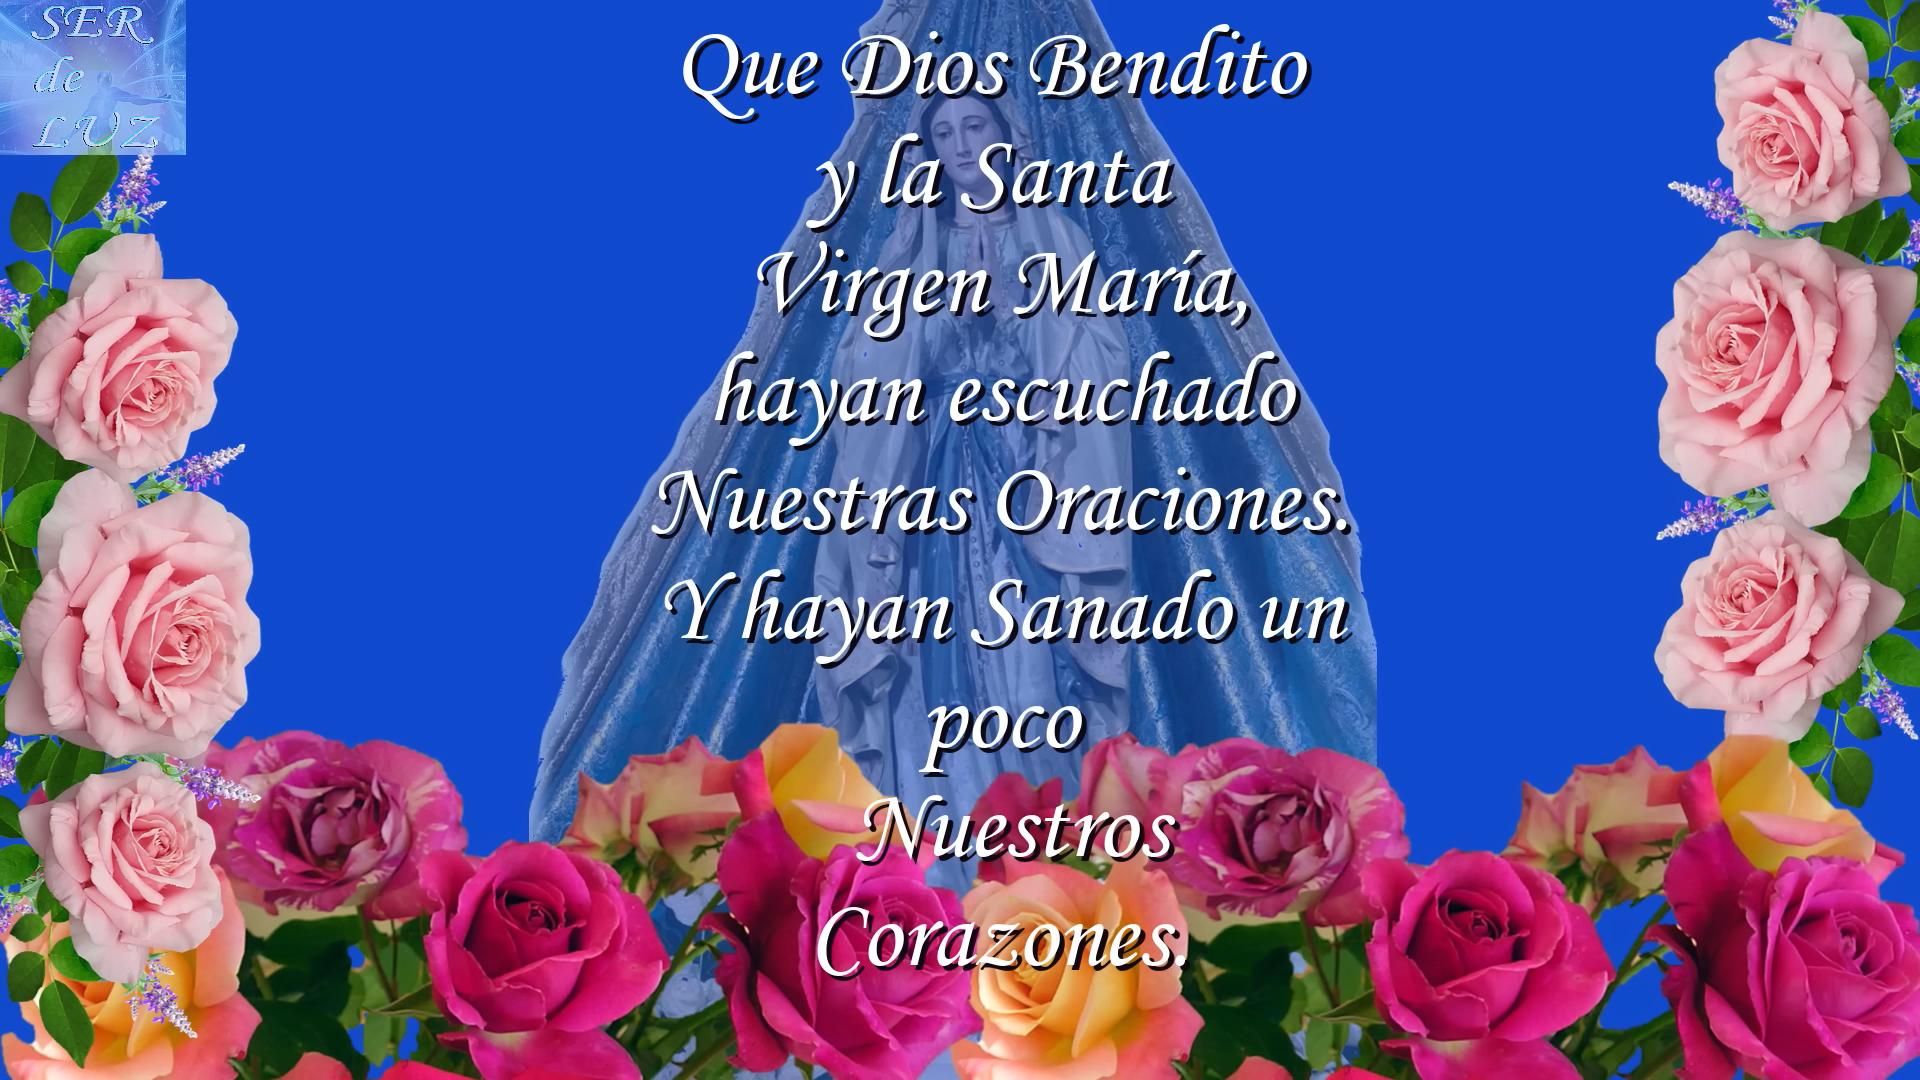 SER
de
LUZ
Que Dios Bendito
y la Santa
Virgen María,
hayan escuchado
Nuestras Oraciones.
Y hayan Sanado un
poco
Nuestros
Corazones.